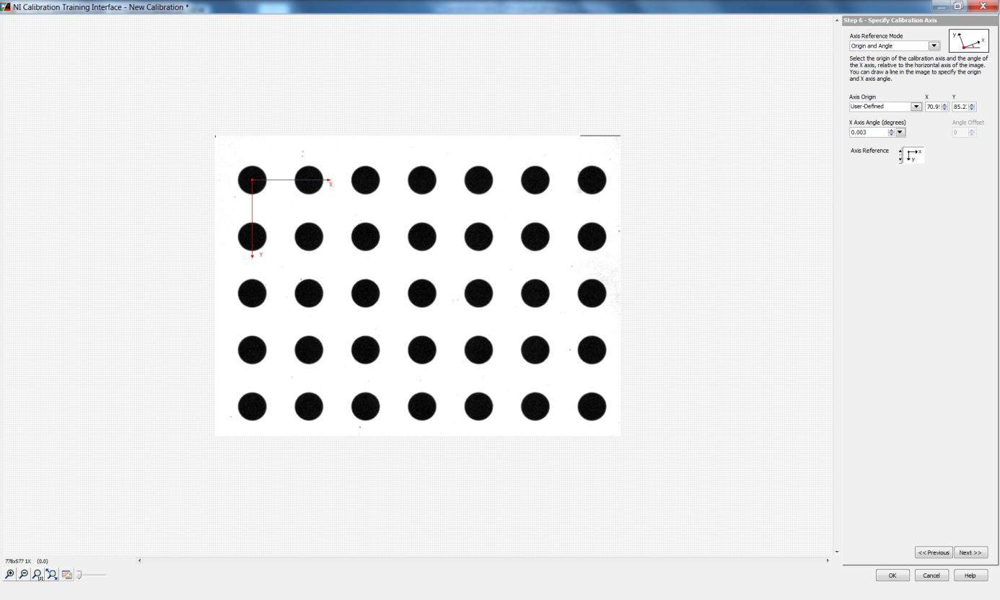 NI Calibration Training Interface - New Calibration *
Step 6 - Specify Calibration Axis
Axis Reference Mode
Origin and Angle
Y
X
Select the origin of the calibration axis and the angle of
the X axis, relative to the horizontal axis of the image.
You can draw a line in the image to specify the origin
and X axis angle.
Axis Origin X Y
User-Defined 70.9 85.2
X Axis Angle (degrees) Angle Offset
0.003 0
Axis Reference
X
Y
X
Y
<< Previous Next >>
778x577 1X (0,0)
OK Cancel Help